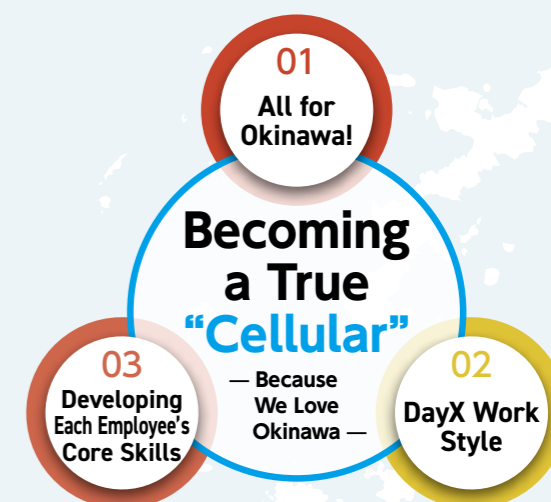 01
All for
Okinawa!
Becoming
a True
“Cellular”
— Because
We Love
Okinawa —
02
DayX Work
Style
03
Developing
Each Employee’s
Core Skills